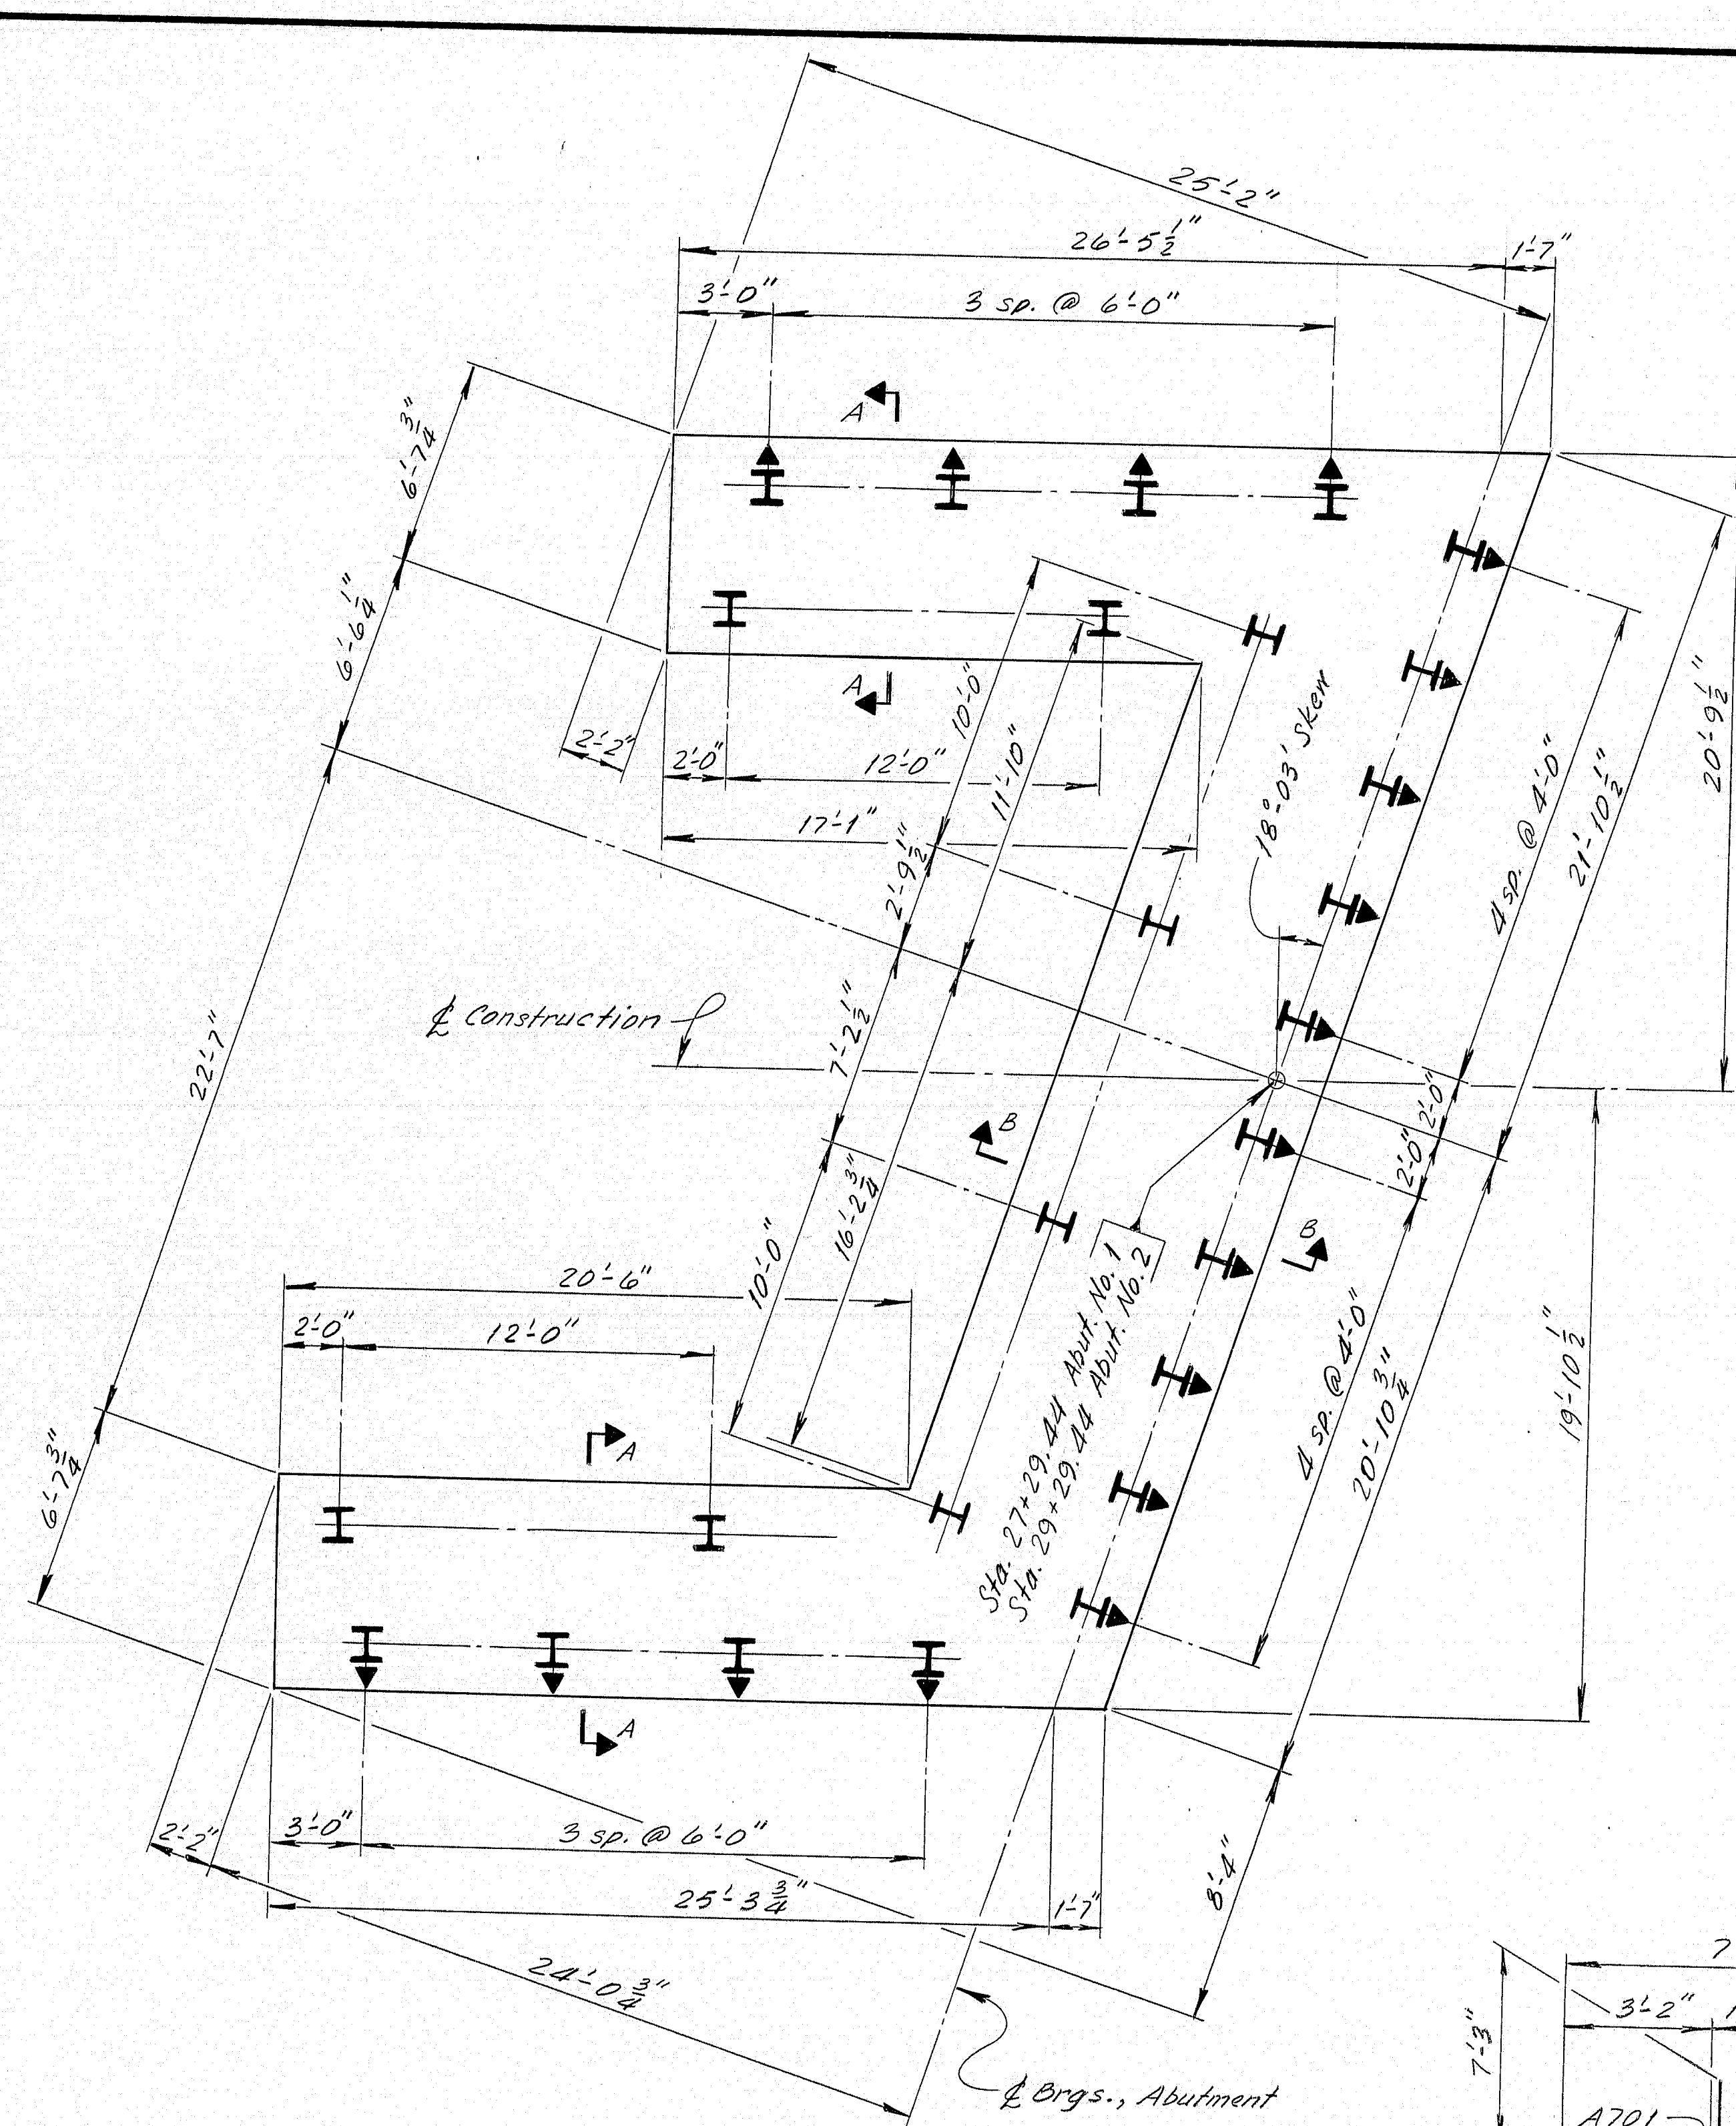 25'-2"
26'-5 1/2"
1'-7"
3'-0"
3 sp. @ 6'-0"
6'-7 3/4"
A
6'-6 1/4"
A
2'-2"
2'-0"
12'-0"
10'-0"
11'-10"
17'-1"
2'-9 1/2"
18°-03' Skew
4 sp. @ 4'-0"
21'-10 1/2"
20'-9 1/2"
22'-7"
℄ Construction
7'-2 1/2"
B
2'-0"
2'-0"
16'-2 3/4"
10'-0"
B
Sta. 27+29.44 Abut. No. 1
Sta. 29+29.44 Abut. No. 2
20'-6"
2'-0"
12'-0"
4 sp. @ 4'-0"
20'-10 3/4"
19'-10 1/2"
6'-7 3/4"
A
A
2'-2"
3'-0"
3 sp. @ 6'-0"
25'-3 3/4"
1'-7"
8'-4"
24'-0 3/4"
℄ Brgs., Abutment
7
3'-2"
1
7'-3"
A701